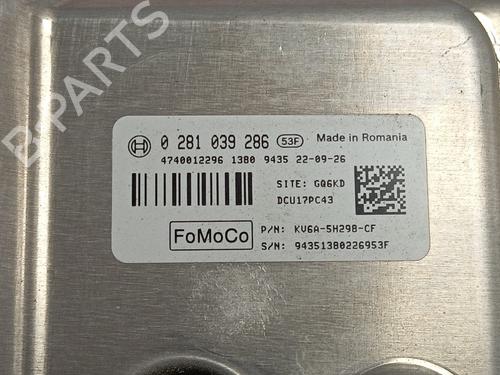 B-PARTS
0 281 039 286 53F Made in Romania
4740012296 1380 9435 22-09-26
SITE: GQ6KD
DCU17PC43
FoMoCo
P/N: KV6A-5H298-CF
S/N: 94351380226953F